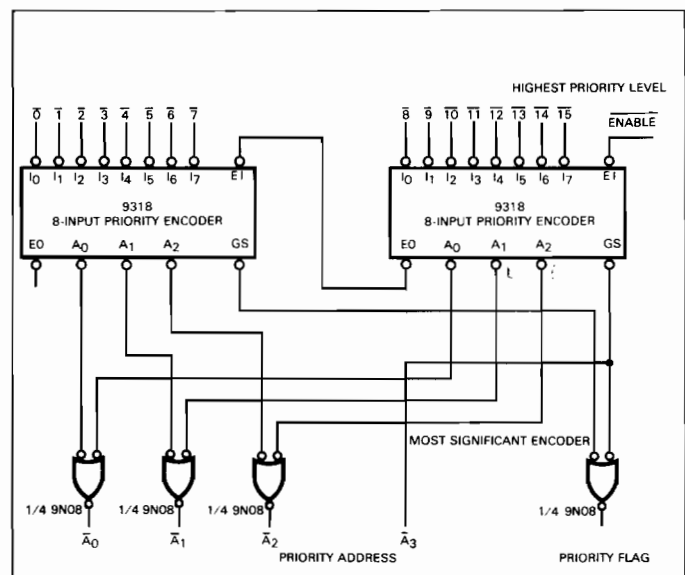 HIGHEST PRIORITY LEVEL
0̅ 1̅ 2̅ 3̅ 4̅ 5̅ 6̅ 7̅
8̅ 9̅ 1̅0̅ 1̅1̅ 1̅2̅ 1̅3̅ 1̅4̅ 1̅5̅ E̅N̅A̅B̅L̅E̅
I₀ I₁ I₂ I₃ I₄ I₅ I₆ I₇ EI
9318
8-INPUT PRIORITY ENCODER
EO A₀ A₁ A₂ GS
I₀ I₁ I₂ I₃ I₄ I₅ I₆ I₇ EI
9318
8-INPUT PRIORITY ENCODER
EO A₀ A₁ A₂ GS
MOST SIGNIFICANT ENCODER
1/4 9N08 1/4 9N08 1/4 9N08 1/4 9N08
A̅₀ A̅₁ A̅₂ A̅₃
PRIORITY ADDRESS PRIORITY FLAG